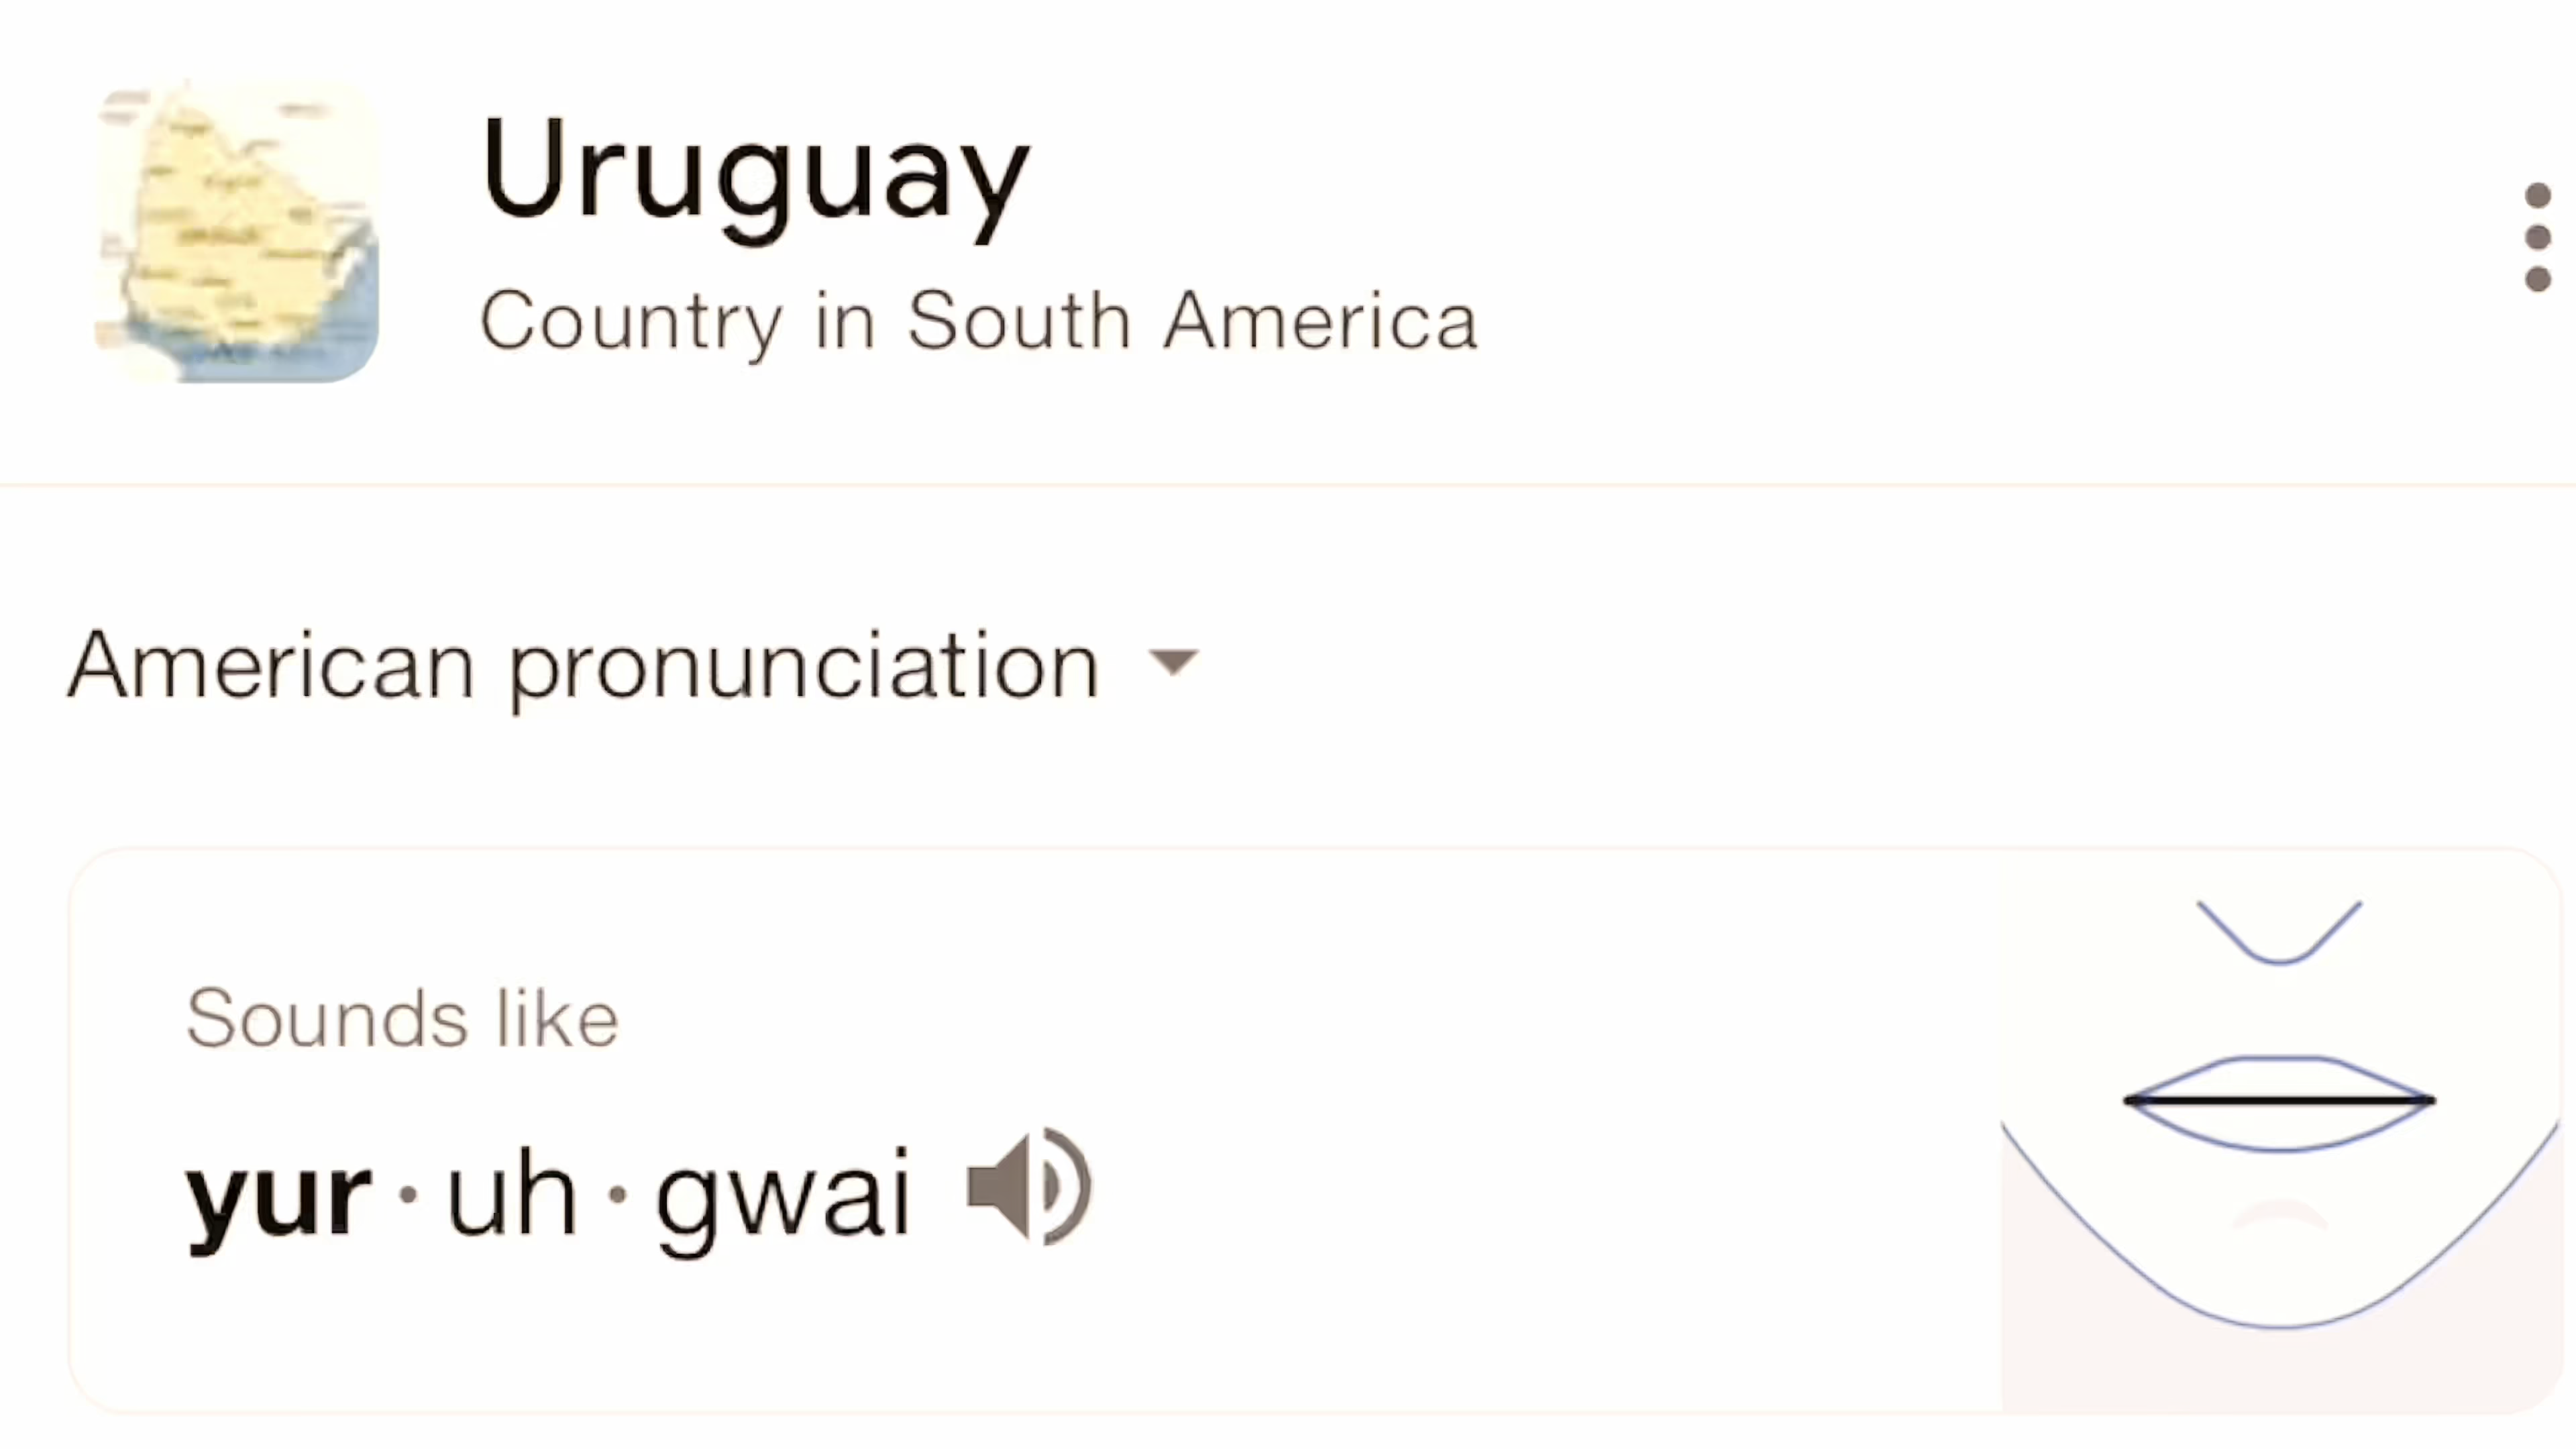 Uruguay
Country in South America
American pronunciation
Sounds like
yur · uh · gwai